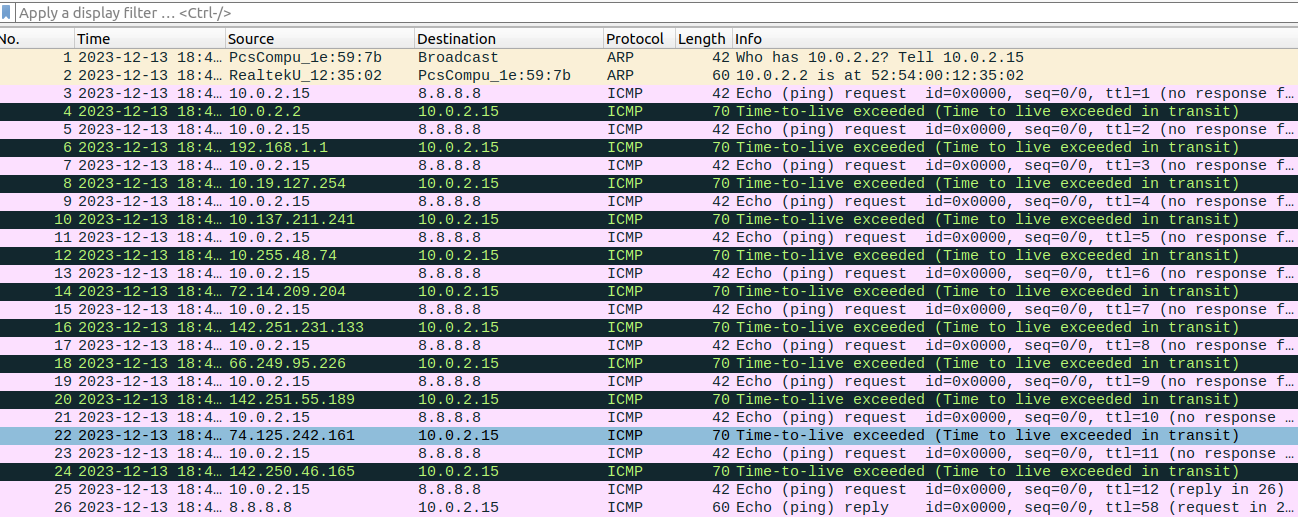 Apply a display filter … <Ctrl-/>
No. Time Source Destination Protocol Length Info
1 2023-12-13 18:4… PcsCompu_1e:59:7b Broadcast ARP 42 Who has 10.0.2.2? Tell 10.0.2.15
2 2023-12-13 18:4… RealtekU_12:35:02 PcsCompu_1e:59:7b ARP 60 10.0.2.2 is at 52:54:00:12:35:02
3 2023-12-13 18:4… 10.0.2.15 8.8.8.8 ICMP 42 Echo (ping) request id=0x0000, seq=0/0, ttl=1 (no response f…
4 2023-12-13 18:4… 10.0.2.2 10.0.2.15 ICMP 70 Time-to-live exceeded (Time to live exceeded in transit)
5 2023-12-13 18:4… 10.0.2.15 8.8.8.8 ICMP 42 Echo (ping) request id=0x0000, seq=0/0, ttl=2 (no response f…
6 2023-12-13 18:4… 192.168.1.1 10.0.2.15 ICMP 70 Time-to-live exceeded (Time to live exceeded in transit)
7 2023-12-13 18:4… 10.0.2.15 8.8.8.8 ICMP 42 Echo (ping) request id=0x0000, seq=0/0, ttl=3 (no response f…
8 2023-12-13 18:4… 10.19.127.254 10.0.2.15 ICMP 70 Time-to-live exceeded (Time to live exceeded in transit)
9 2023-12-13 18:4… 10.0.2.15 8.8.8.8 ICMP 42 Echo (ping) request id=0x0000, seq=0/0, ttl=4 (no response f…
10 2023-12-13 18:4… 10.137.211.241 10.0.2.15 ICMP 70 Time-to-live exceeded (Time to live exceeded in transit)
11 2023-12-13 18:4… 10.0.2.15 8.8.8.8 ICMP 42 Echo (ping) request id=0x0000, seq=0/0, ttl=5 (no response f…
12 2023-12-13 18:4… 10.255.48.74 10.0.2.15 ICMP 70 Time-to-live exceeded (Time to live exceeded in transit)
13 2023-12-13 18:4… 10.0.2.15 8.8.8.8 ICMP 42 Echo (ping) request id=0x0000, seq=0/0, ttl=6 (no response f…
14 2023-12-13 18:4… 72.14.209.204 10.0.2.15 ICMP 70 Time-to-live exceeded (Time to live exceeded in transit)
15 2023-12-13 18:4… 10.0.2.15 8.8.8.8 ICMP 42 Echo (ping) request id=0x0000, seq=0/0, ttl=7 (no response f…
16 2023-12-13 18:4… 142.251.231.133 10.0.2.15 ICMP 70 Time-to-live exceeded (Time to live exceeded in transit)
17 2023-12-13 18:4… 10.0.2.15 8.8.8.8 ICMP 42 Echo (ping) request id=0x0000, seq=0/0, ttl=8 (no response f…
18 2023-12-13 18:4… 66.249.95.226 10.0.2.15 ICMP 70 Time-to-live exceeded (Time to live exceeded in transit)
19 2023-12-13 18:4… 10.0.2.15 8.8.8.8 ICMP 42 Echo (ping) request id=0x0000, seq=0/0, ttl=9 (no response f…
20 2023-12-13 18:4… 142.251.55.189 10.0.2.15 ICMP 70 Time-to-live exceeded (Time to live exceeded in transit)
21 2023-12-13 18:4… 10.0.2.15 8.8.8.8 ICMP 42 Echo (ping) request id=0x0000, seq=0/0, ttl=10 (no response …
22 2023-12-13 18:4… 74.125.242.161 10.0.2.15 ICMP 70 Time-to-live exceeded (Time to live exceeded in transit)
23 2023-12-13 18:4… 10.0.2.15 8.8.8.8 ICMP 42 Echo (ping) request id=0x0000, seq=0/0, ttl=11 (no response …
24 2023-12-13 18:4… 142.250.46.165 10.0.2.15 ICMP 70 Time-to-live exceeded (Time to live exceeded in transit)
25 2023-12-13 18:4… 10.0.2.15 8.8.8.8 ICMP 42 Echo (ping) request id=0x0000, seq=0/0, ttl=12 (reply in 26)
26 2023-12-13 18:4… 8.8.8.8 10.0.2.15 ICMP 60 Echo (ping) reply id=0x0000, seq=0/0, ttl=58 (request in 2…